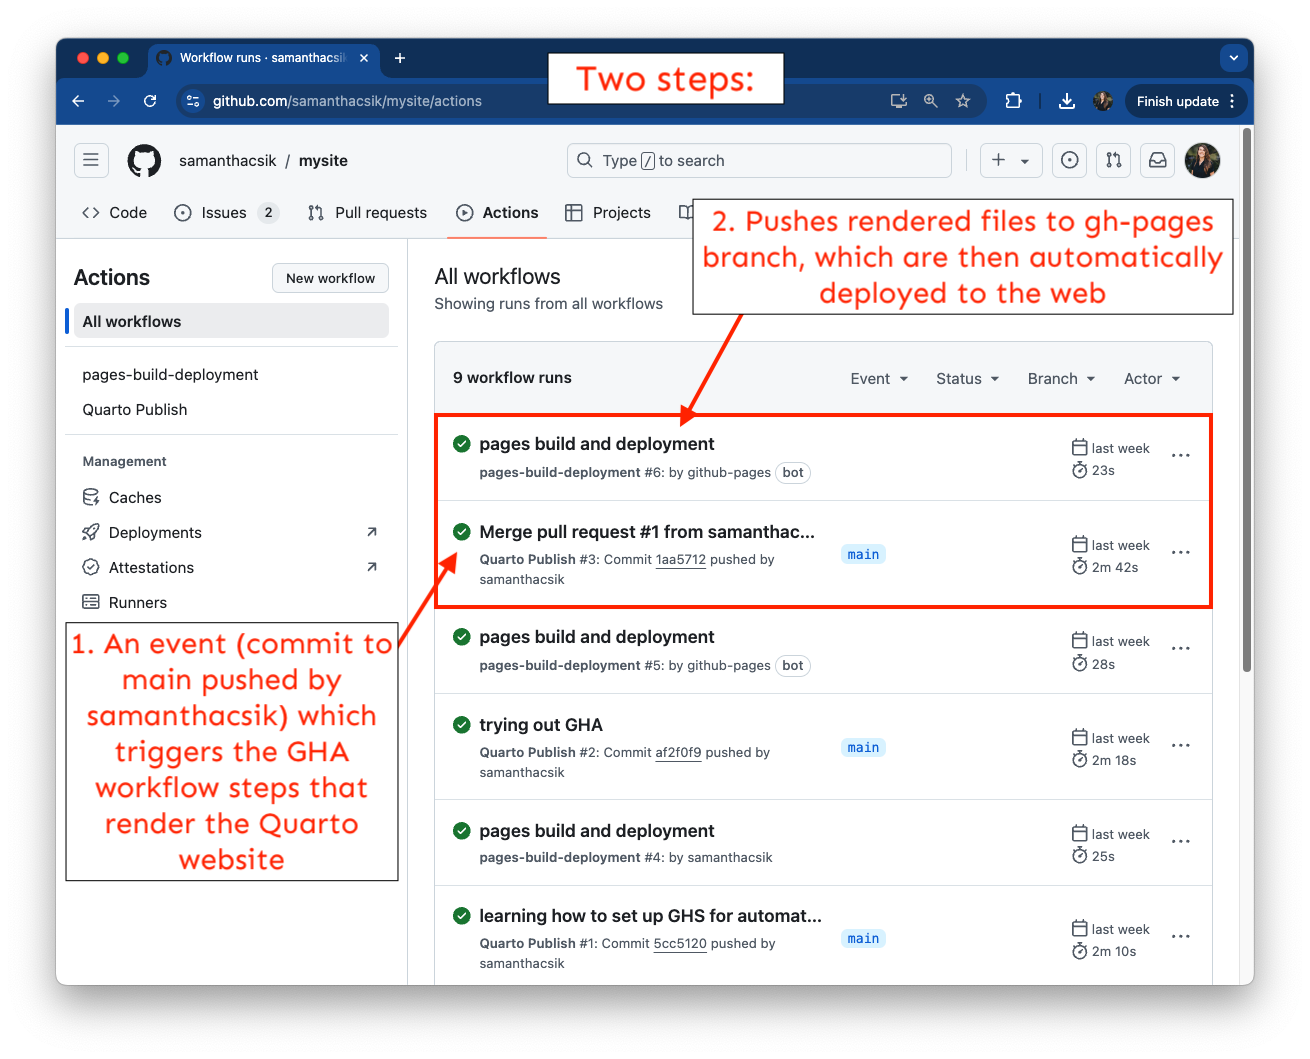 Workflow runs · samanthacsik
Two steps:
github.com/samanthacsik/mysite/actions
Finish update
samanthacsik / mysite
Type / to search
Code
Issues 2
Pull requests
Actions
Projects
2. Pushes rendered files to gh-pages
branch, which are then automatically
deployed to the web
Actions
New workflow
All workflows
pages-build-deployment
Quarto Publish
Management
Caches
Deployments
Attestations
Runners
1. An event (commit to
main pushed by
samanthacsik) which
triggers the GHA
workflow steps that
render the Quarto
website
All workflows
Showing runs from all workflows
9 workflow runs
Event
Status
Branch
Actor
pages build and deployment
pages-build-deployment #6: by github-pages bot
last week
23s
Merge pull request #1 from samanthac...
Quarto Publish #3: Commit 1aa5712 pushed by
samanthacsik
main
last week
2m 42s
pages build and deployment
pages-build-deployment #5: by github-pages bot
last week
28s
trying out GHA
Quarto Publish #2: Commit af2f0f9 pushed by
samanthacsik
main
last week
2m 18s
pages build and deployment
pages-build-deployment #4: by samanthacsik
last week
25s
learning how to set up GHS for automat...
Quarto Publish #1: Commit 5cc5120 pushed by
samanthacsik
main
last week
2m 10s